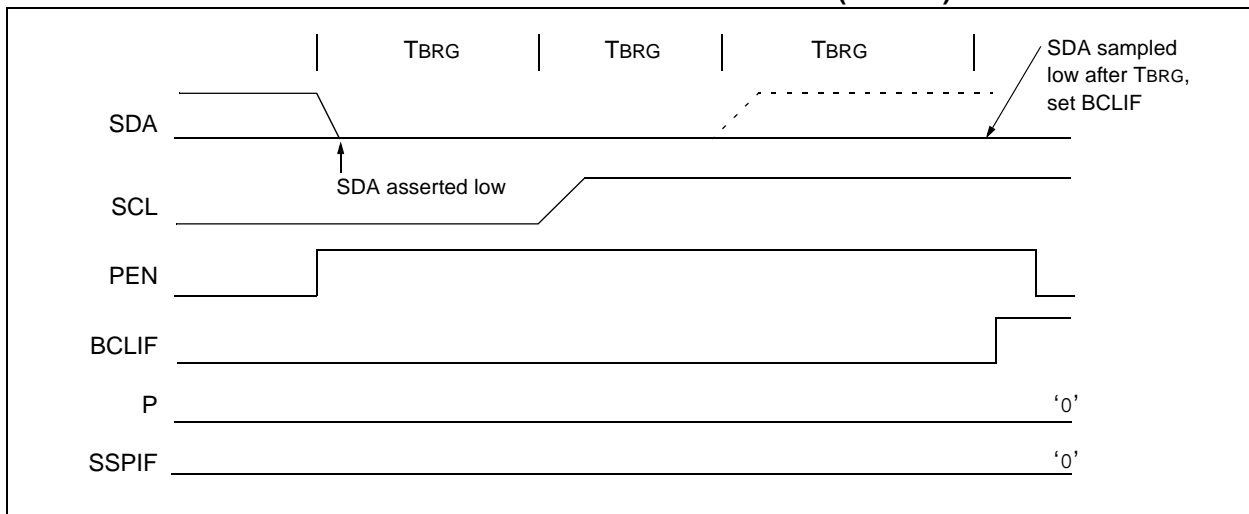 TBRG TBRG TBRG
SDA sampled
low after TBRG,
set BCLIF
SDA
SDA asserted low
SCL
PEN
BCLIF
P '0'
SSPIF '0'